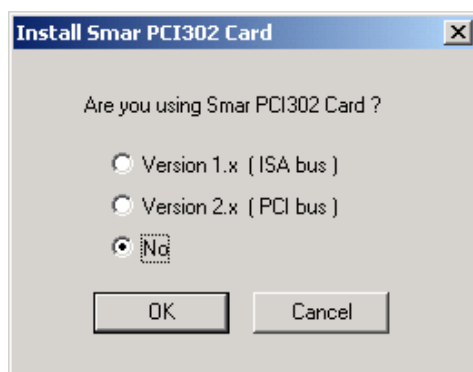 Install Smar PCI302 Card
Are you using Smar PCI302 Card ?
Version 1.x ( ISA bus )
Version 2.x ( PCI bus )
No
OK Cancel